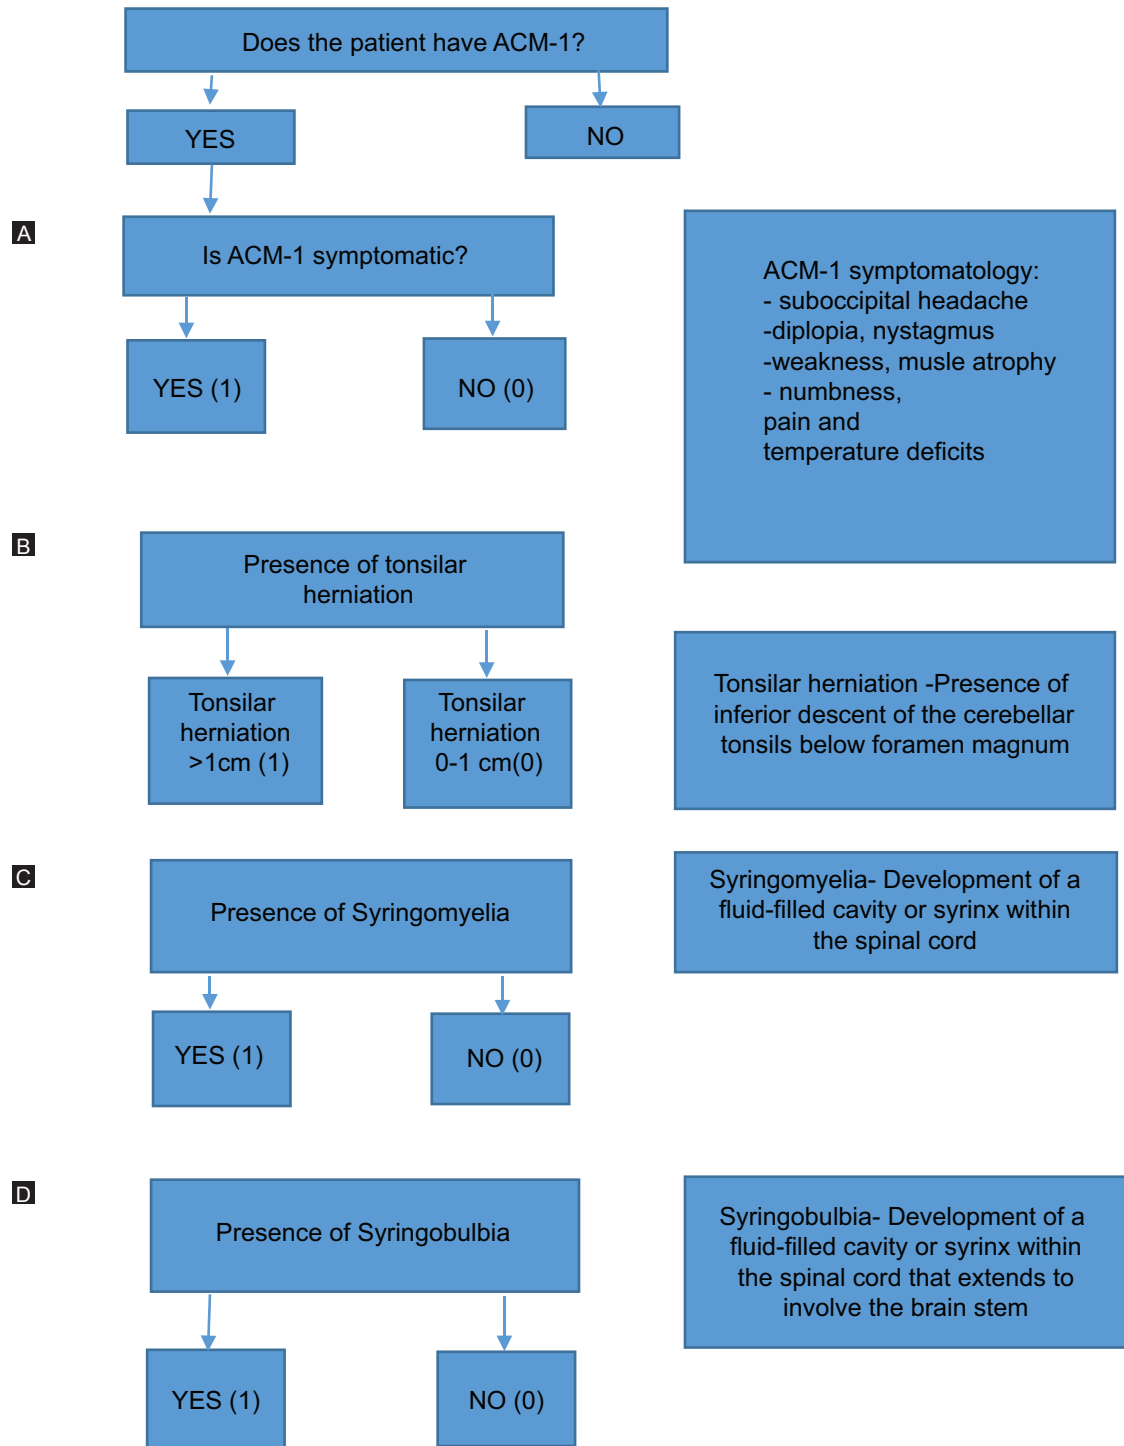 Does the patient have ACM-1?
YES
NO
A
Is ACM-1 symptomatic?
YES (1)
NO (0)
ACM-1 symptomatology:
- suboccipital headache
-diplopia, nystagmus
-weakness, musle atrophy
- numbness,
pain and
temperature deficits
B
Presence of tonsilar
herniation
Tonsilar
herniation
>1cm (1)
Tonsilar
herniation
0-1 cm(0)
Tonsilar herniation -Presence of
inferior descent of the cerebellar
tonsils below foramen magnum
C
Presence of Syringomyelia
YES (1)
NO (0)
Syringomyelia- Development of a
fluid-filled cavity or syrinx within
the spinal cord
D
Presence of Syringobulbia
YES (1)
NO (0)
Syringobulbia- Development of a
fluid-filled cavity or syrinx within
the spinal cord that extends to
involve the brain stem